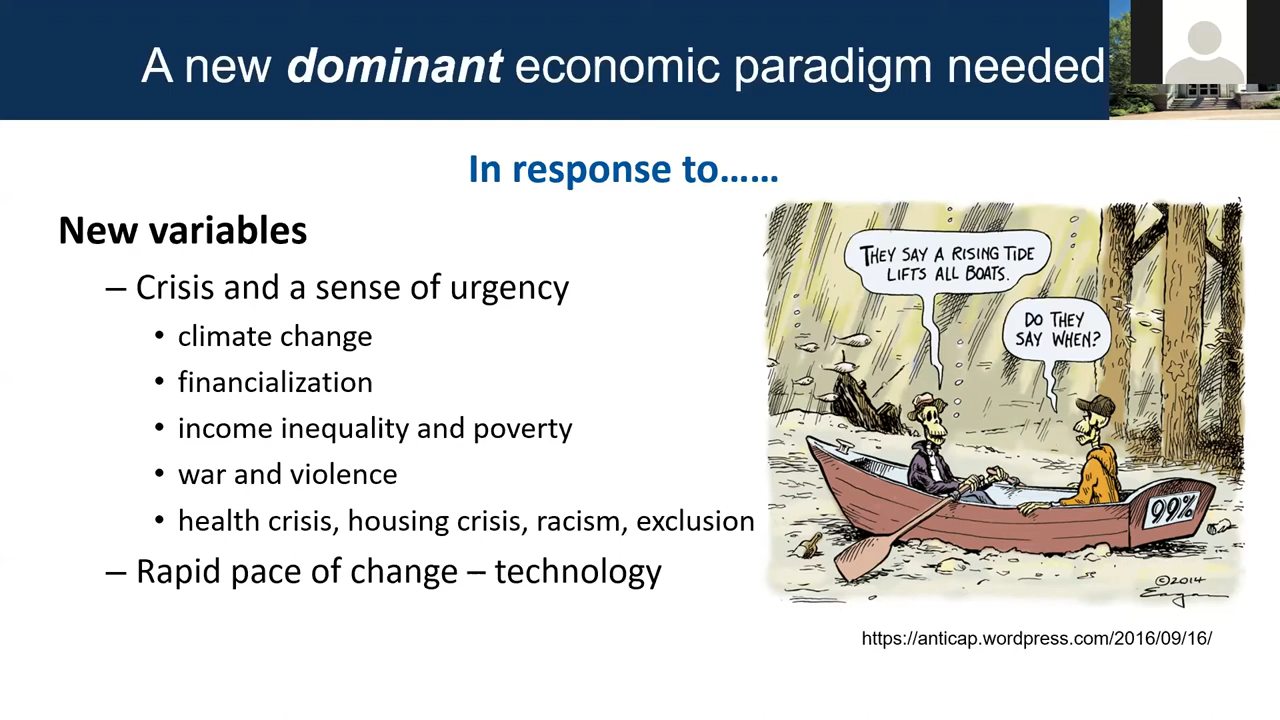 A new dominant economic paradigm needed
In response to……
New variables
– Crisis and a sense of urgency
• climate change
• financialization
• income inequality and poverty
• war and violence
• health crisis, housing crisis, racism, exclusion
– Rapid pace of change – technology
THEY SAY A RISING TIDE
LIFTS ALL BOATS.
DO THEY
SAY WHEN?
99%
©2014
Eagan
https://anticap.wordpress.com/2016/09/16/